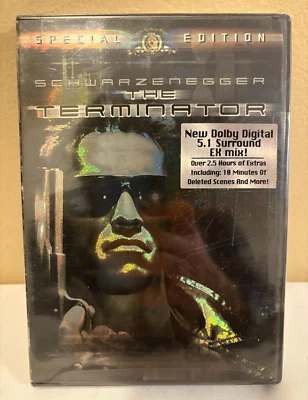 SPECIAL EDITION
SCHWARZENEGGER
THE
TERMINATOR
New Dolby Digital
5.1 Surround
EX mix!
Over 2.5 Hours of Extras
Including: 18 Minutes Of
Deleted Scenes And More!